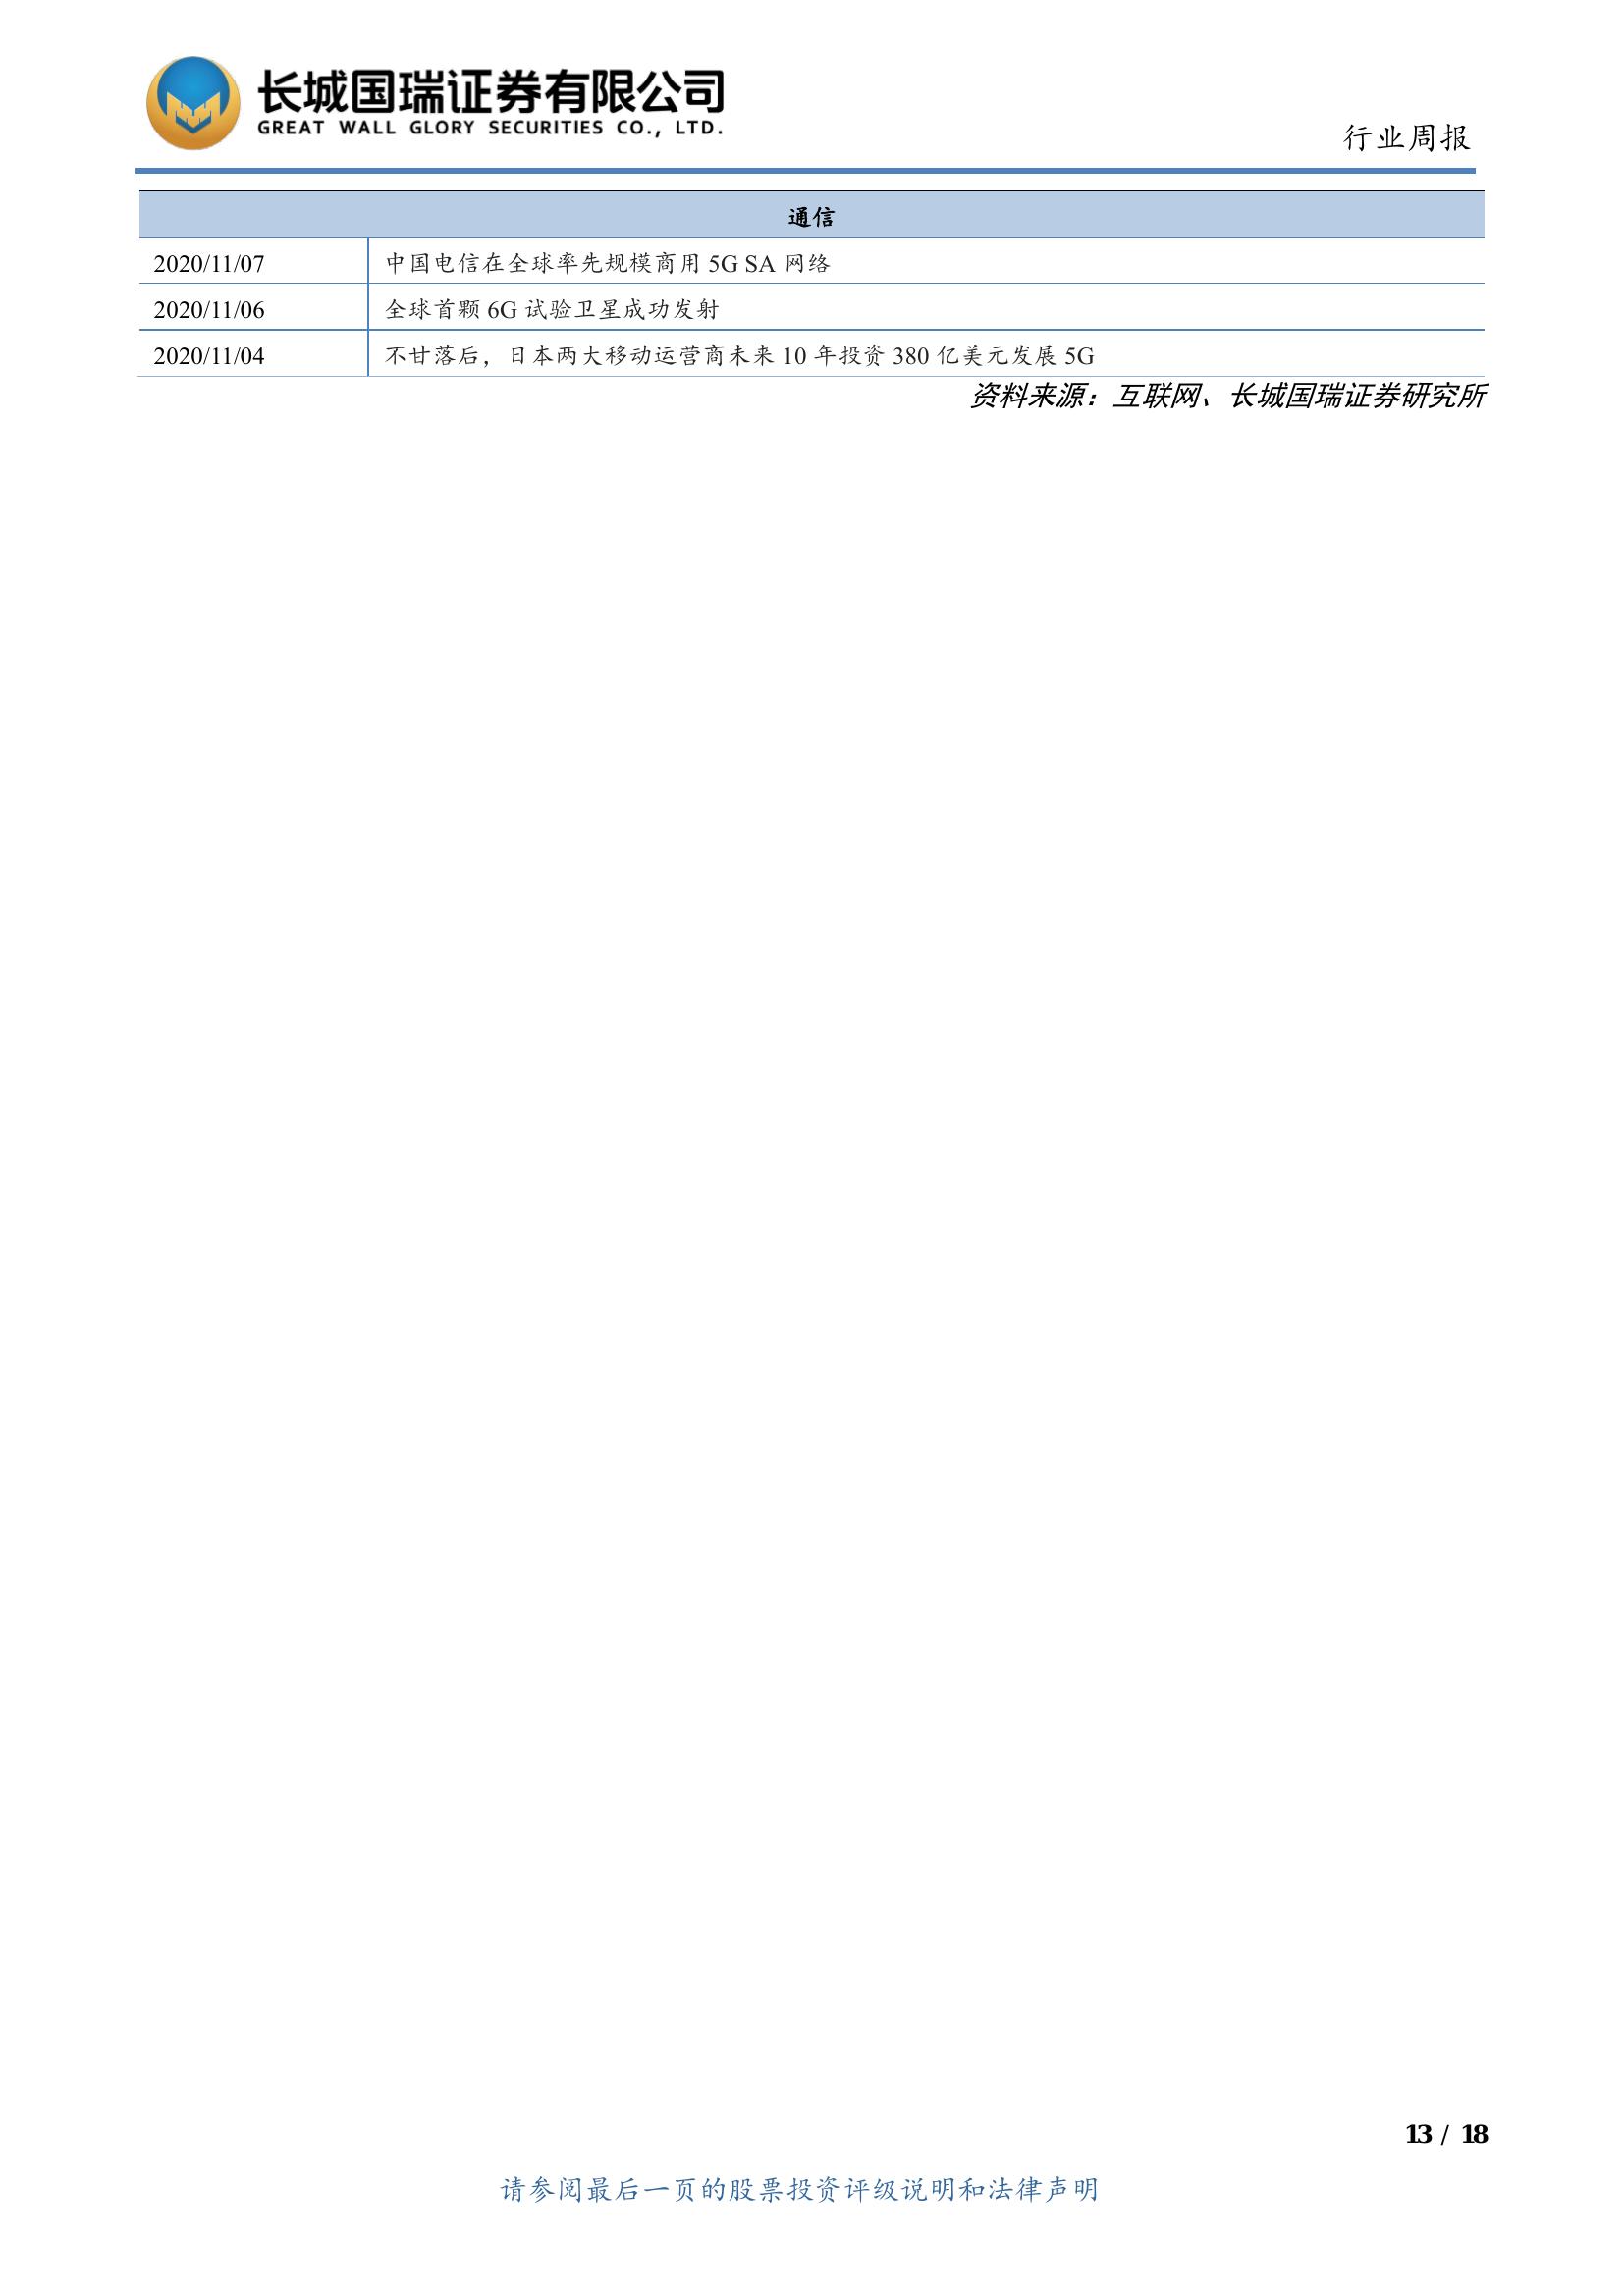 长城国瑞证券有限公司
GREAT WALL GLORY SECURITIES CO., LTD.
行业周报
通信
2020/11/07 中国电信在全球率先规模商用 5G SA 网络
2020/11/06 全球首颗 6G 试验卫星成功发射
2020/11/04 不甘落后，日本两大移动运营商未来 10 年投资 380 亿美元发展 5G
资料来源：互联网、长城国瑞证券研究所
13 / 18
请参阅最后一页的股票投资评级说明和法律声明